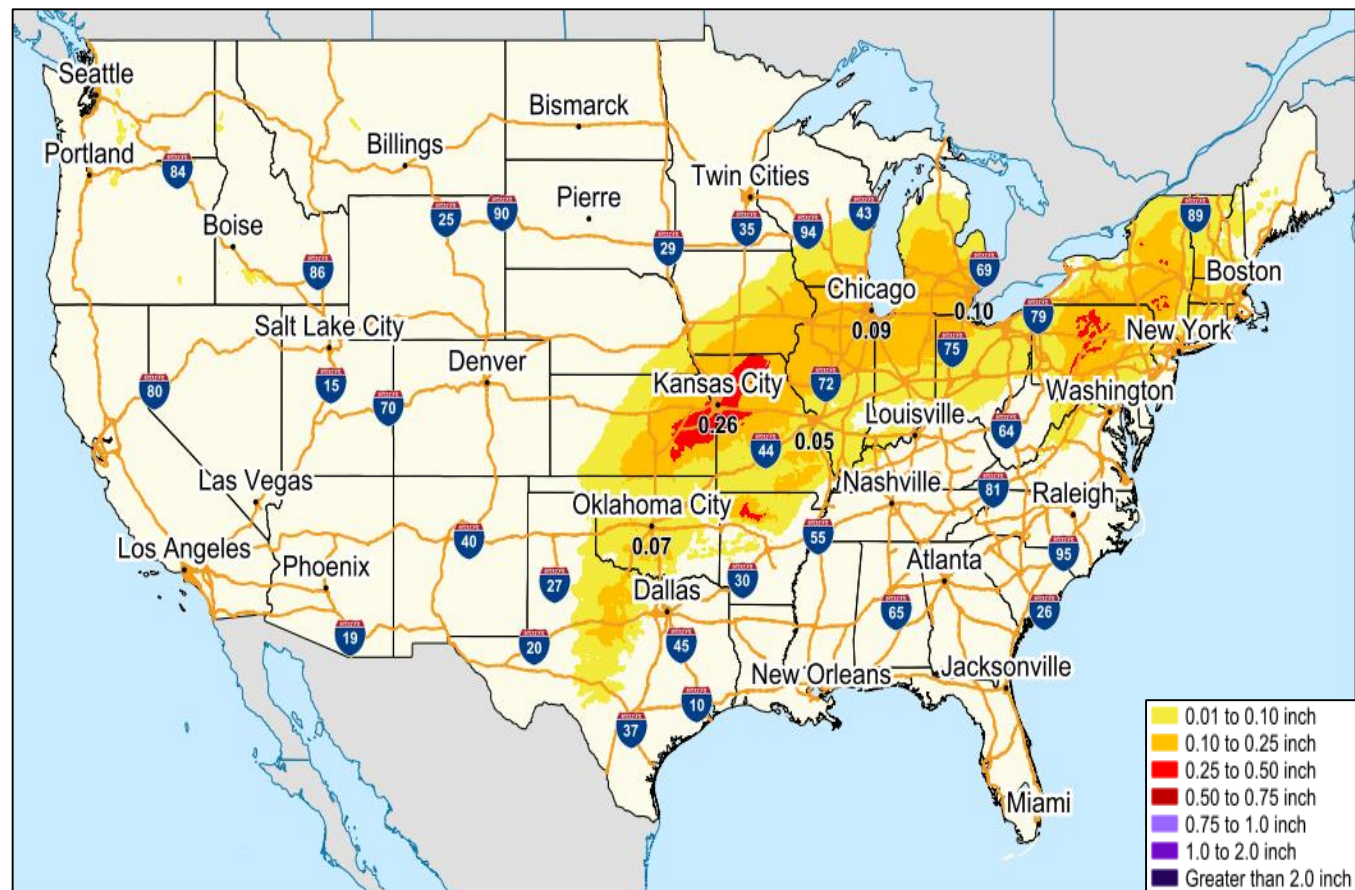 Seattle
Bismarck
Billings
Portland
84
Twin Cities
Pierre
25
90
43
89
Boise
35
94
29
86
69
Boston
Chicago
0.10
79
Salt Lake City
0.09
New York
75
Denver
80
15
Kansas City
72
Washington
70
0.26
Louisville
64
44
0.05
Las Vegas
Nashville
81
Raleigh
Oklahoma City
40
55
95
Los Angeles
0.07
Atlanta
Phoenix
27
30
Dallas
65
26
19
20
45
New Orleans
Jacksonville
10
37
Miami
0.01 to 0.10 inch
0.10 to 0.25 inch
0.25 to 0.50 inch
0.50 to 0.75 inch
0.75 to 1.0 inch
1.0 to 2.0 inch
Greater than 2.0 inch